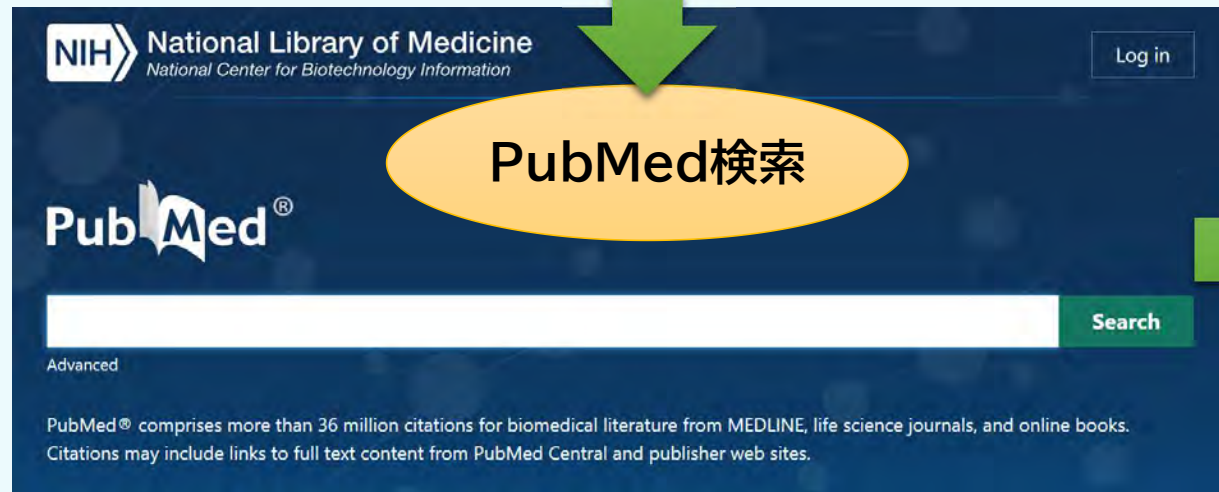 NIH National Library of Medicine
National Center for Biotechnology Information
Log in
PubMed検索
PubMed®
Search
Advanced
PubMed® comprises more than 36 million citations for biomedical literature from MEDLINE, life science journals, and online books.
Citations may include links to full text content from PubMed Central and publisher web sites.